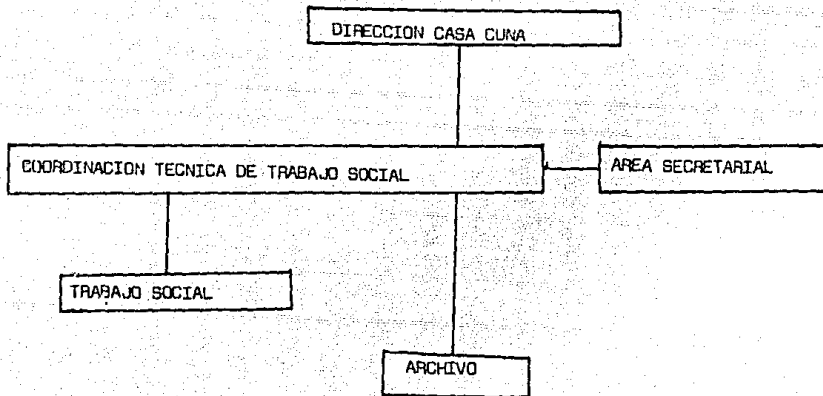 DIRECCION CASA CUNA
COORDINACION TECNICA DE TRABAJO SOCIAL
AREA SECRETARIAL
TRABAJO SOCIAL
ARCHIVO